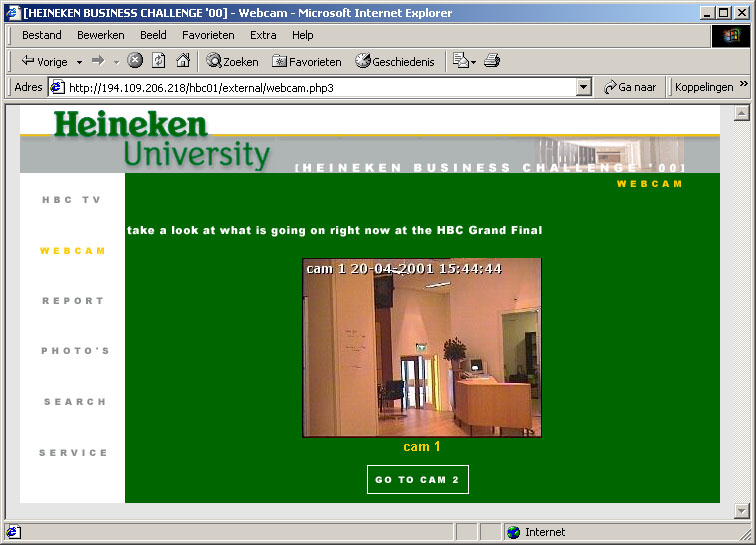 [HEINEKEN BUSINESS CHALLENGE '00] - Webcam - Microsoft Internet Explorer
Bestand Bewerken Beeld Favorieten Extra Help
Vorige Zoeken Favorieten Geschiedenis
Adres http://194.109.206.218/hbc01/external/webcam.php3 Ga naar Koppelingen »
Heineken
University
[HEINEKEN BUSINESS CHALLENGE '00]
WEBCAM
HBC TV
WEBCAM
REPORT
PHOTO'S
SEARCH
SERVICE
take a look at what is going on right now at the HBC Grand Final
cam 1 20-04-2001 15:44:44
cam 1
GO TO CAM 2
Internet